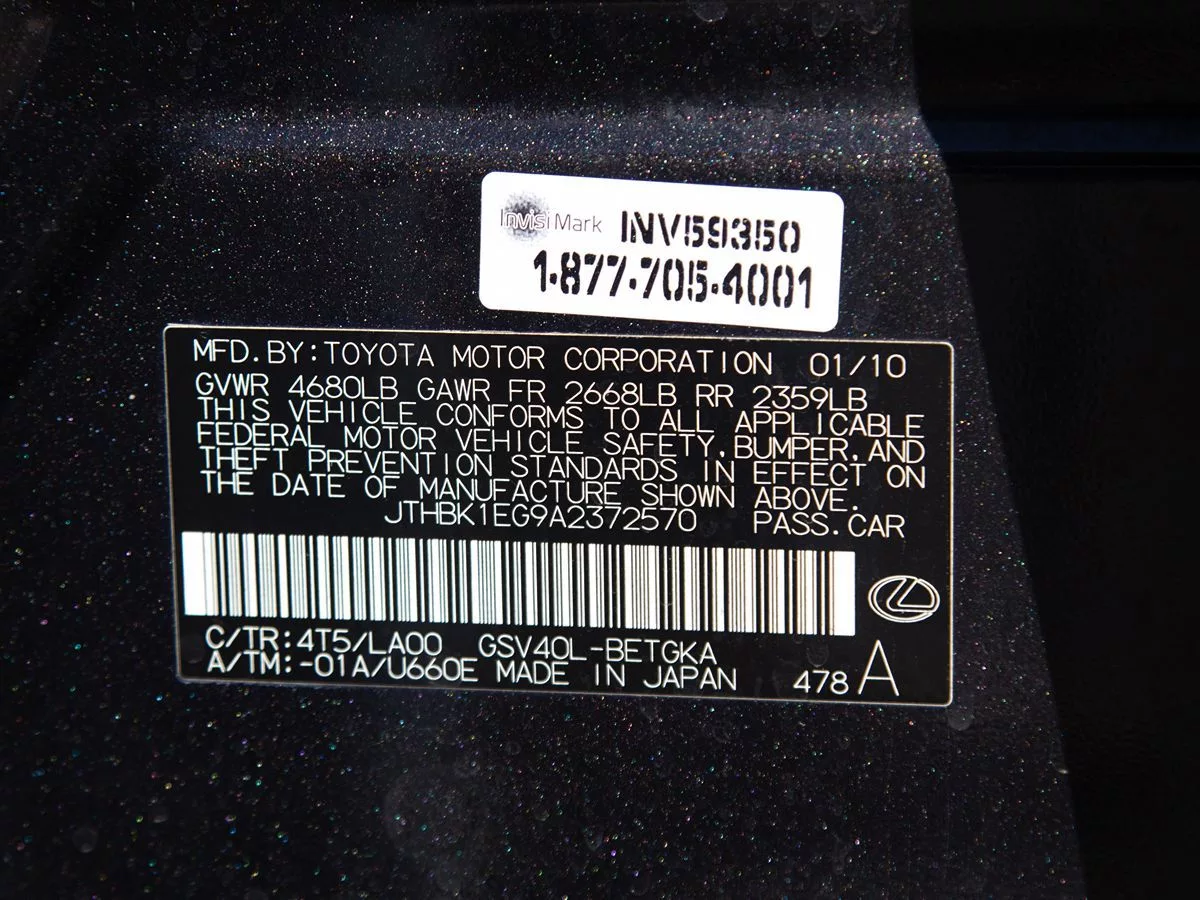 InvisiMark INV59350
1-877-705-4001
MFD.BY:TOYOTA MOTOR CORPORATION 01/10
GVWR 4680LB GAWR FR 2668LB RR 2359LB
THIS VEHICLE CONFORMS TO ALL APPLICABLE
FEDERAL MOTOR VEHICLE SAFETY,BUMPER,AND
THEFT PREVENTION STANDARDS IN EFFECT ON
THE DATE OF MANUFACTURE SHOWN ABOVE.
JTHBK1EG9A2372570 PASS.CAR
C/TR:4T5/LA00 GSV40L-BETGKA
A/TM:-01A/U660E MADE IN JAPAN 478 A